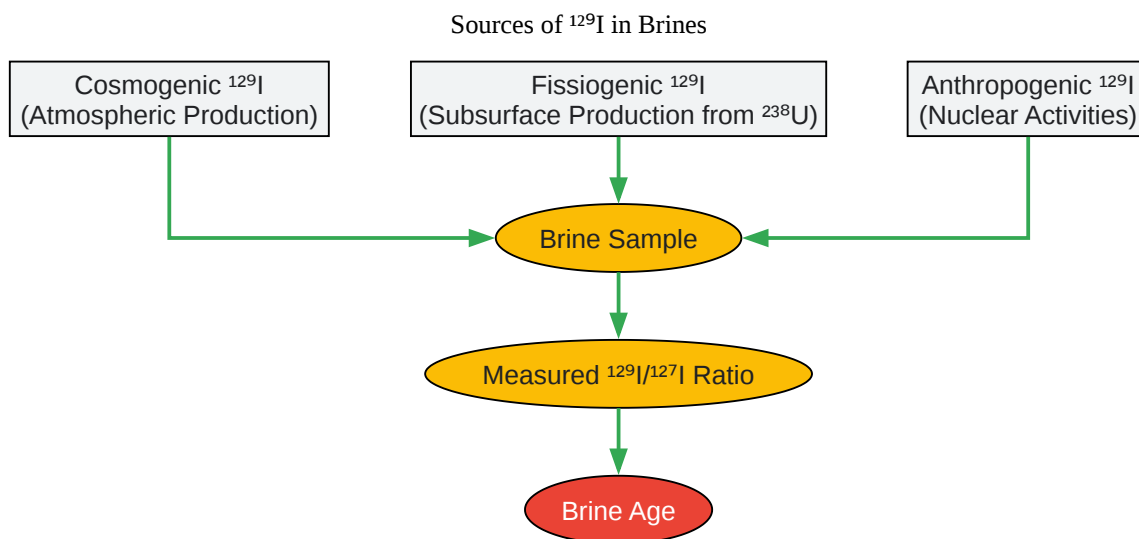 Sources of ¹²⁹I in Brines
Cosmogenic ¹²⁹I
(Atmospheric Production)
Fissiogenic ¹²⁹I
(Subsurface Production from ²³⁸U)
Anthropogenic ¹²⁹I
(Nuclear Activities)
Brine Sample
Measured ¹²⁹I/¹²⁷I Ratio
Brine Age